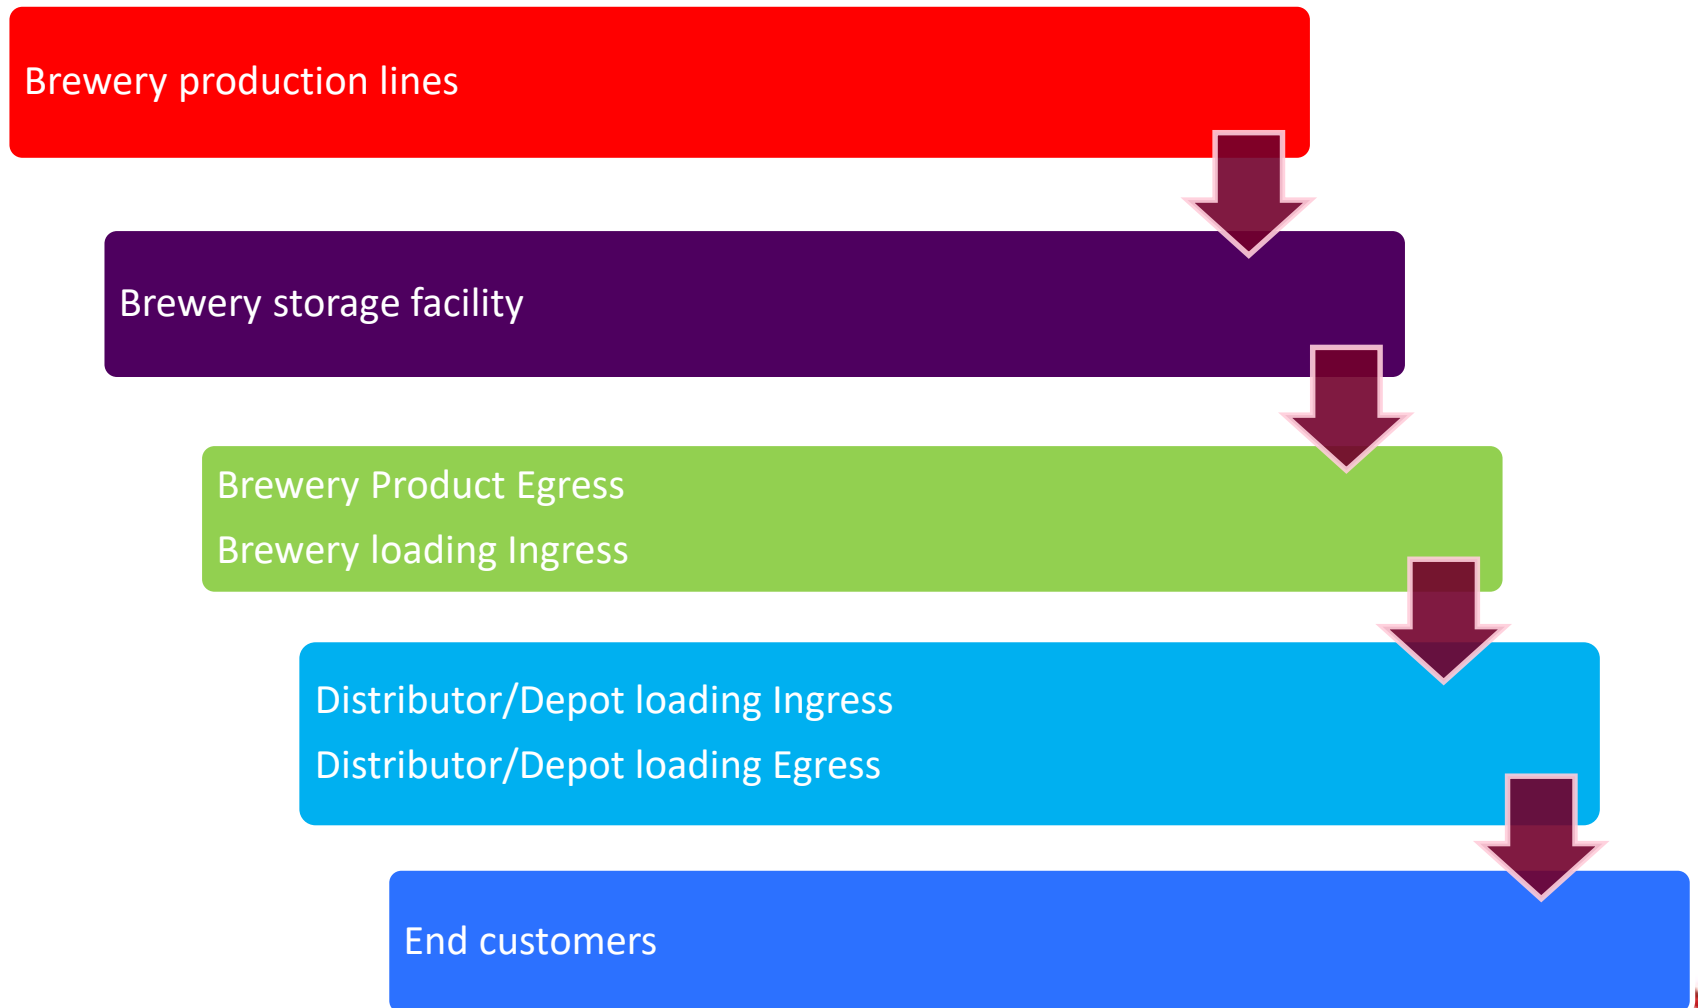 Brewery production lines
Brewery storage facility
Brewery Product Egress
Brewery loading Ingress
Distributor/Depot loading Ingress
Distributor/Depot loading Egress
End customers